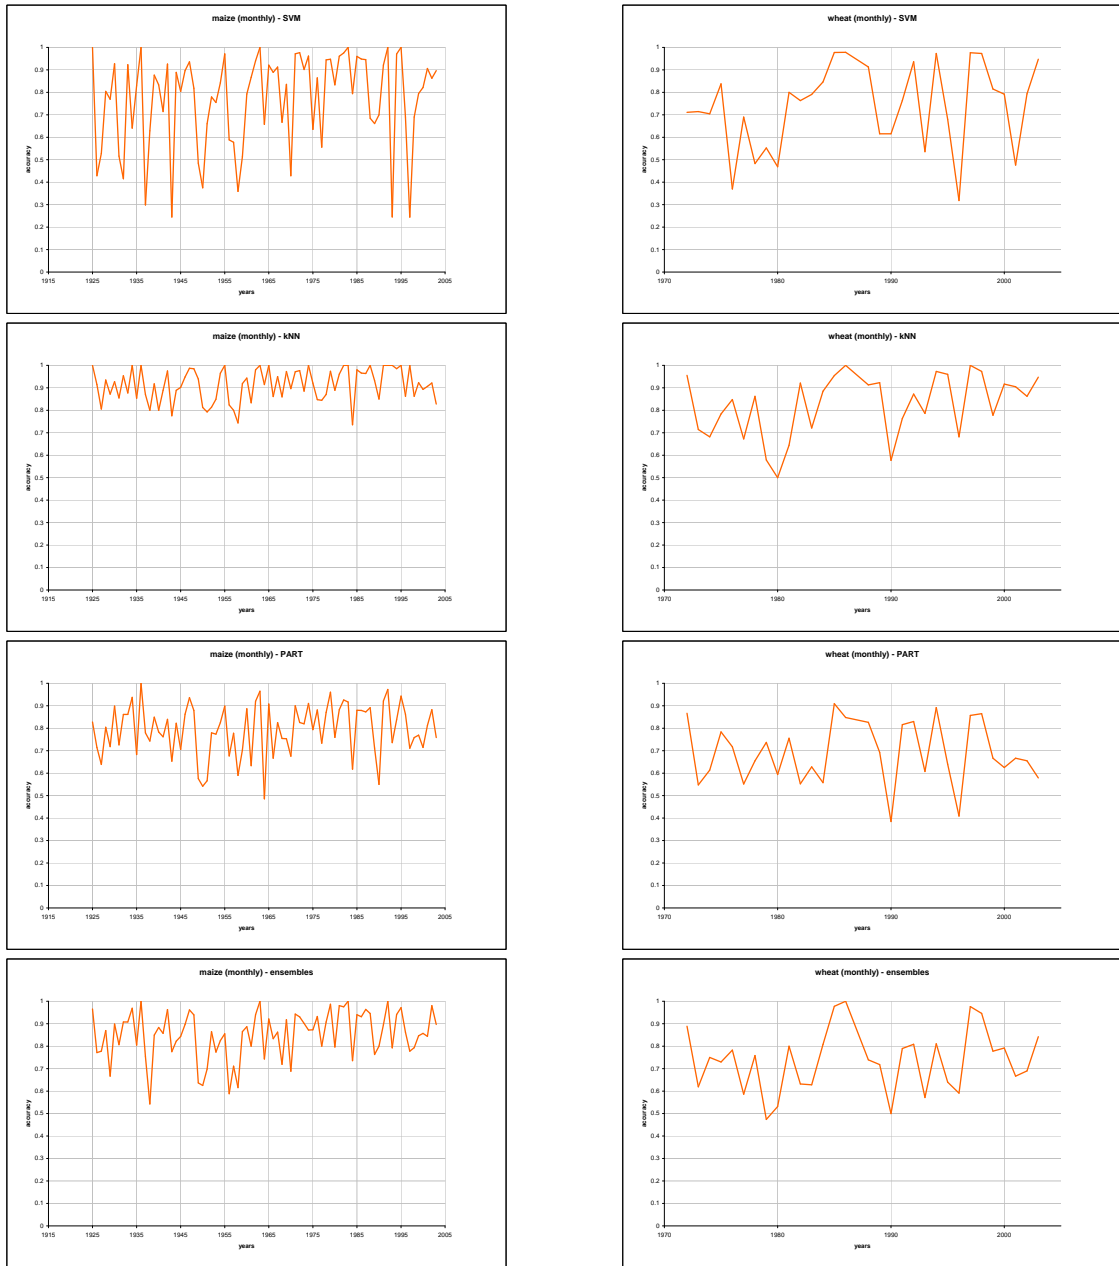 maize (monthly) - SVM
1
0.9
0.8
0.7
0.6
0.5
0.4
0.3
0.2
0.1
0
accuracy
1915 1925 1935 1945 1955 1965 1975 1985 1995 2005
years
wheat (monthly) - SVM
1
0.9
0.8
0.7
0.6
0.5
0.4
0.3
0.2
0.1
0
accuracy
1970 1980 1990 2000
years
maize (monthly) - kNN
1
0.9
0.8
0.7
0.6
0.5
0.4
0.3
0.2
0.1
0
accuracy
1915 1925 1935 1945 1955 1965 1975 1985 1995 2005
years
wheat (monthly) - kNN
1
0.9
0.8
0.7
0.6
0.5
0.4
0.3
0.2
0.1
0
accuracy
1970 1980 1990 2000
years
maize (monthly) - PART
1
0.9
0.8
0.7
0.6
0.5
0.4
0.3
0.2
0.1
0
accuracy
1915 1925 1935 1945 1955 1965 1975 1985 1995 2005
years
wheat (monthly) - PART
1
0.9
0.8
0.7
0.6
0.5
0.4
0.3
0.2
0.1
0
accuracy
1970 1980 1990 2000
years
maize (monthly) - ensembles
1
0.9
0.8
0.7
0.6
0.5
0.4
0.3
0.2
0.1
0
accuracy
1915 1925 1935 1945 1955 1965 1975 1985 1995 2005
years
wheat (monthly) - ensembles
1
0.9
0.8
0.7
0.6
0.5
0.4
0.3
0.2
0.1
0
accuracy
1970 1980 1990 2000
years